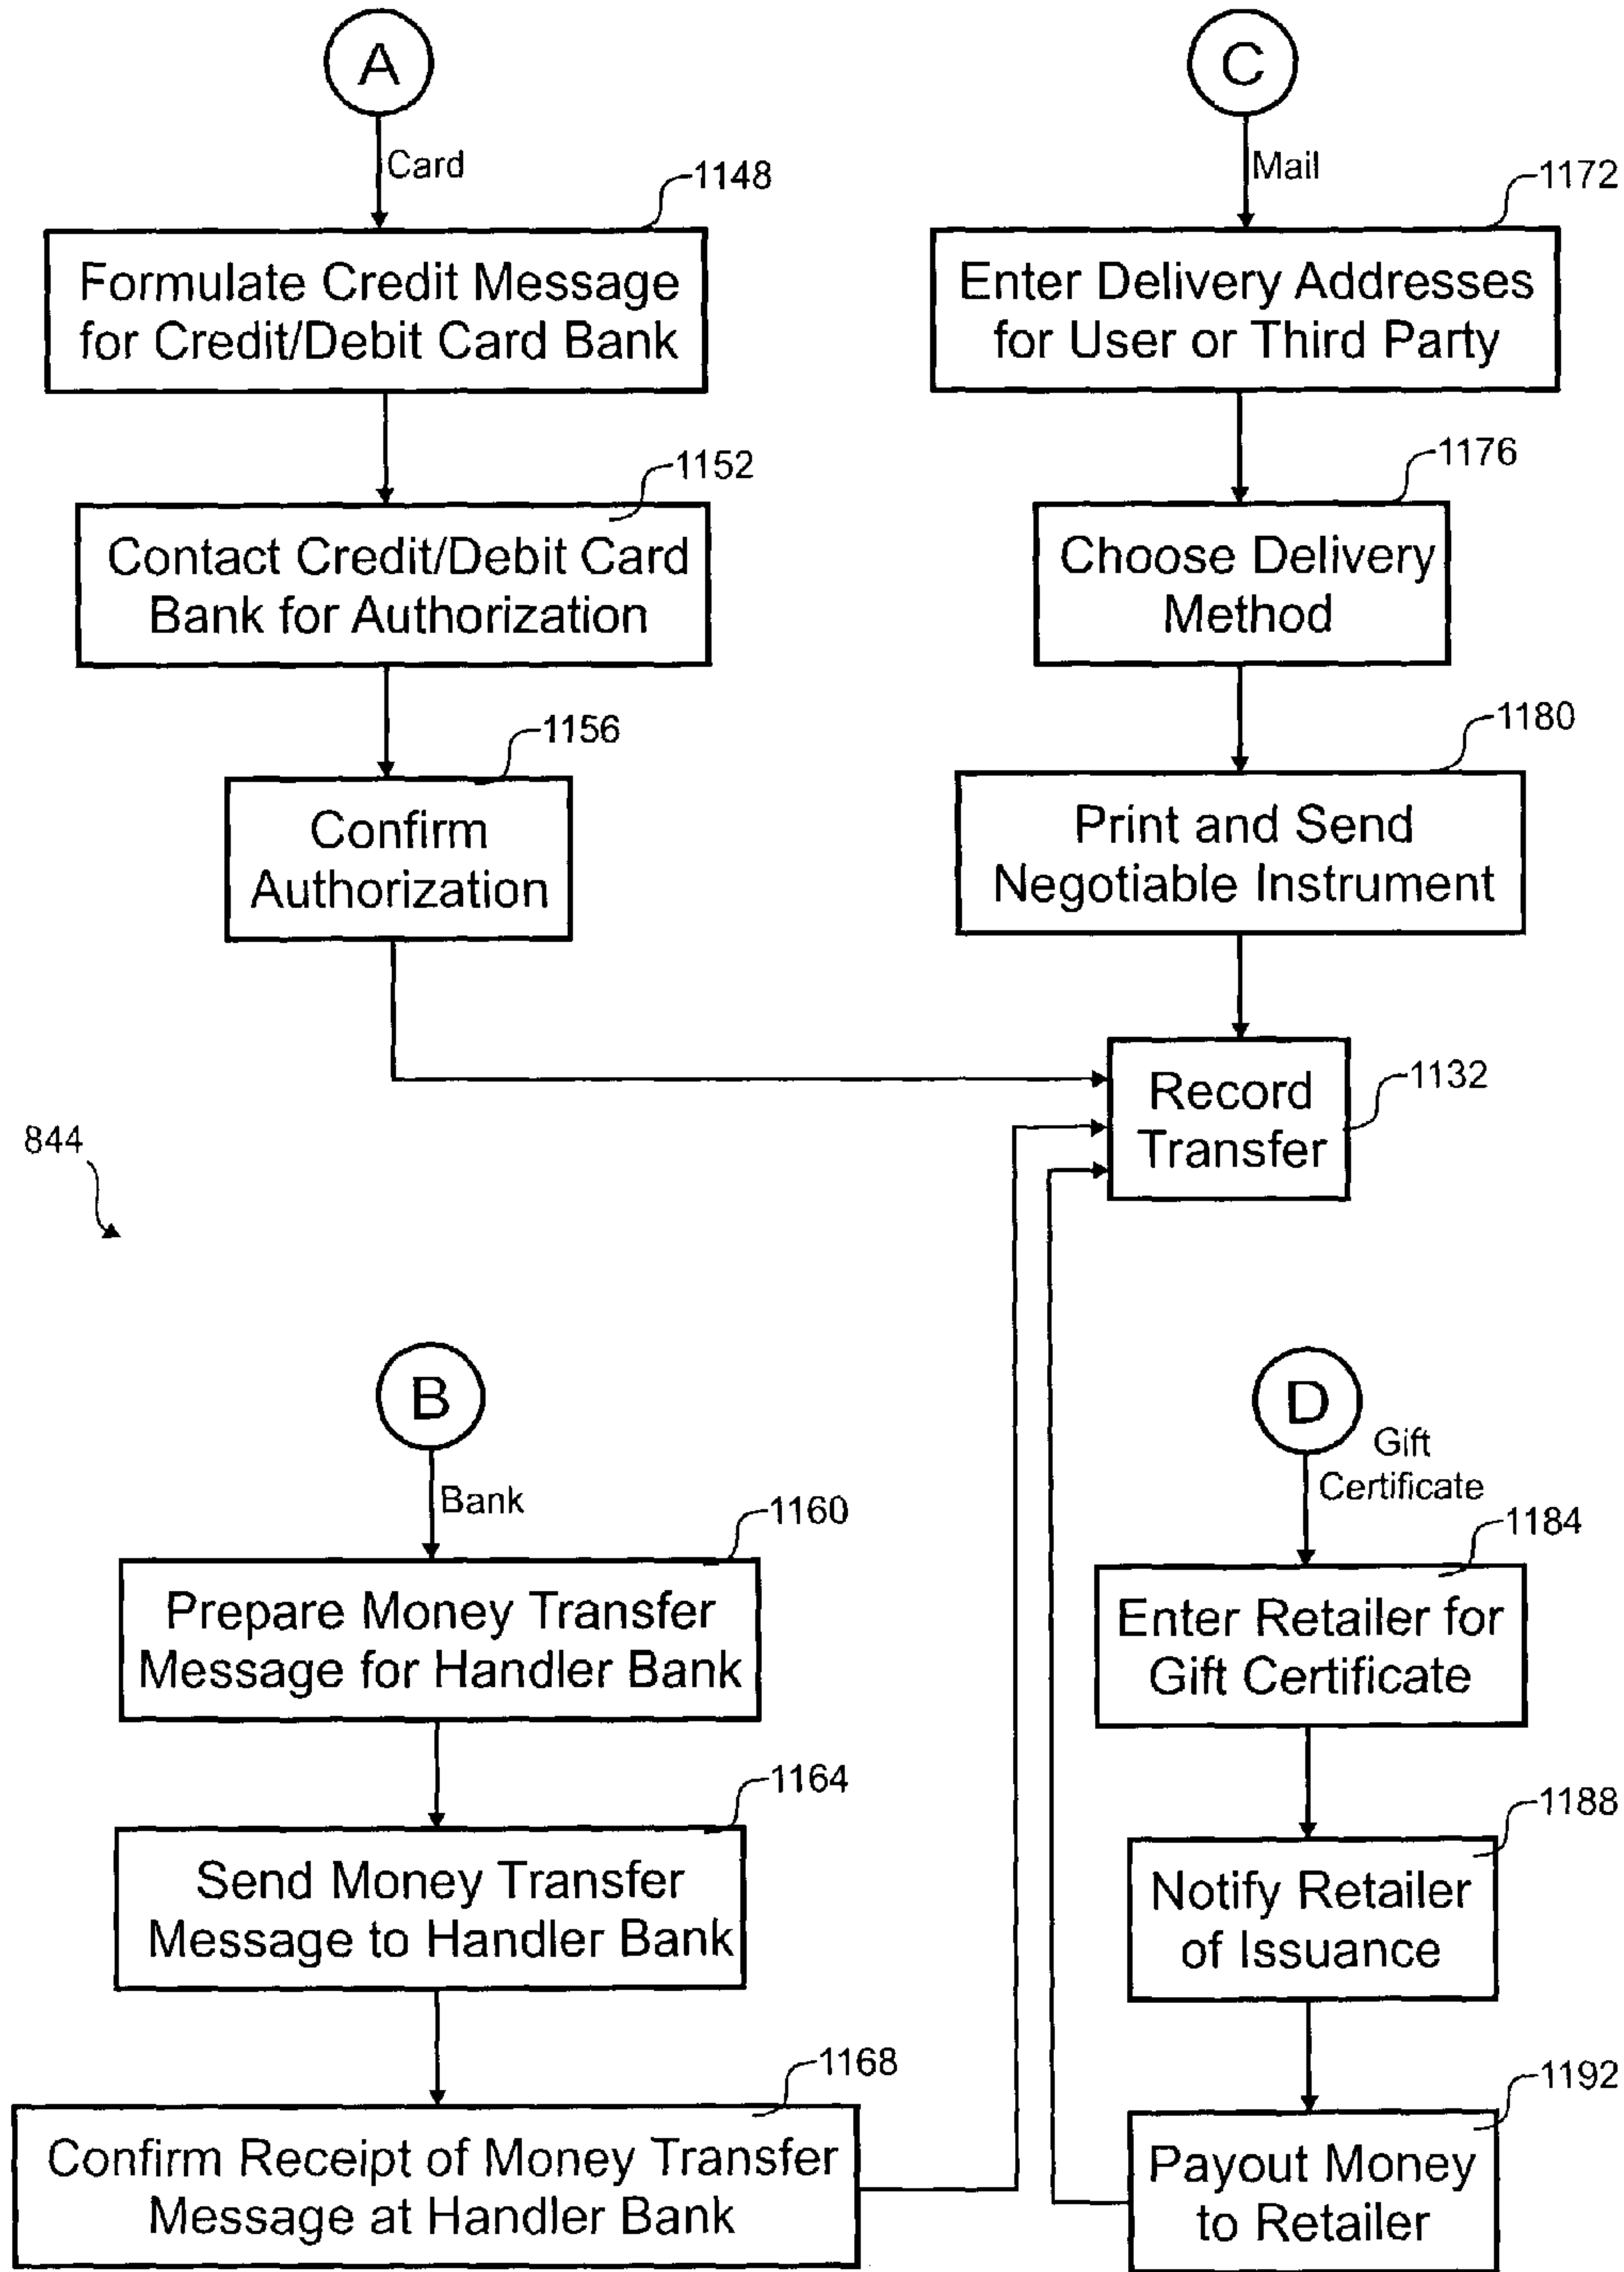 A
Card
1148
Formulate Credit Message
for Credit/Debit Card Bank
1152
Contact Credit/Debit Card
Bank for Authorization
1156
Confirm
Authorization
C
Mail
1172
Enter Delivery Addresses
for User or Third Party
1176
Choose Delivery
Method
1180
Print and Send
Negotiable Instrument
1132
Record
Transfer
844
B
Bank
1160
Prepare Money Transfer
Message for Handler Bank
1164
Send Money Transfer
Message to Handler Bank
1168
Confirm Receipt of Money Transfer
Message at Handler Bank
D
Gift
Certificate
1184
Enter Retailer for
Gift Certificate
1188
Notify Retailer
of Issuance
1192
Payout Money
to Retailer